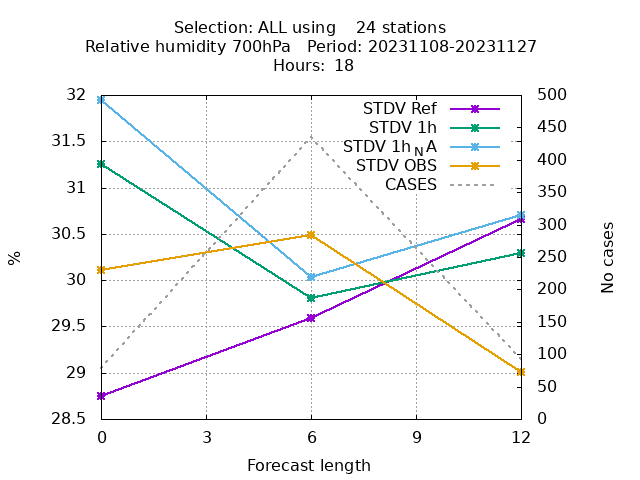 Selection: ALL using    24 stations
Relative humidity 700hPa   Period: 20231108-20231127
Hours: 18
STDV Ref
STDV 1h
STDV 1h_N A
STDV OBS
CASES
32
31.5
31
30.5
30
29.5
29
28.5
%
500
450
400
350
300
250
200
150
100
50
0
No cases
0 3 6 9 12
Forecast length